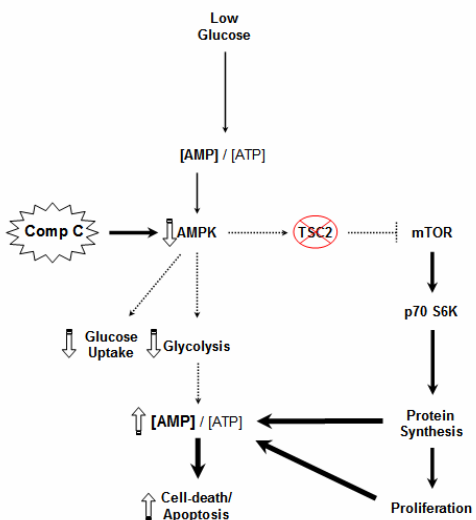 Low
Glucose
[AMP] / [ATP]
Comp C
AMPK
TSC2
mTOR
p70 S6K
Glucose
Uptake
Glycolysis
[AMP] / [ATP]
Protein
Synthesis
Cell-death/
Apoptosis
Proliferation